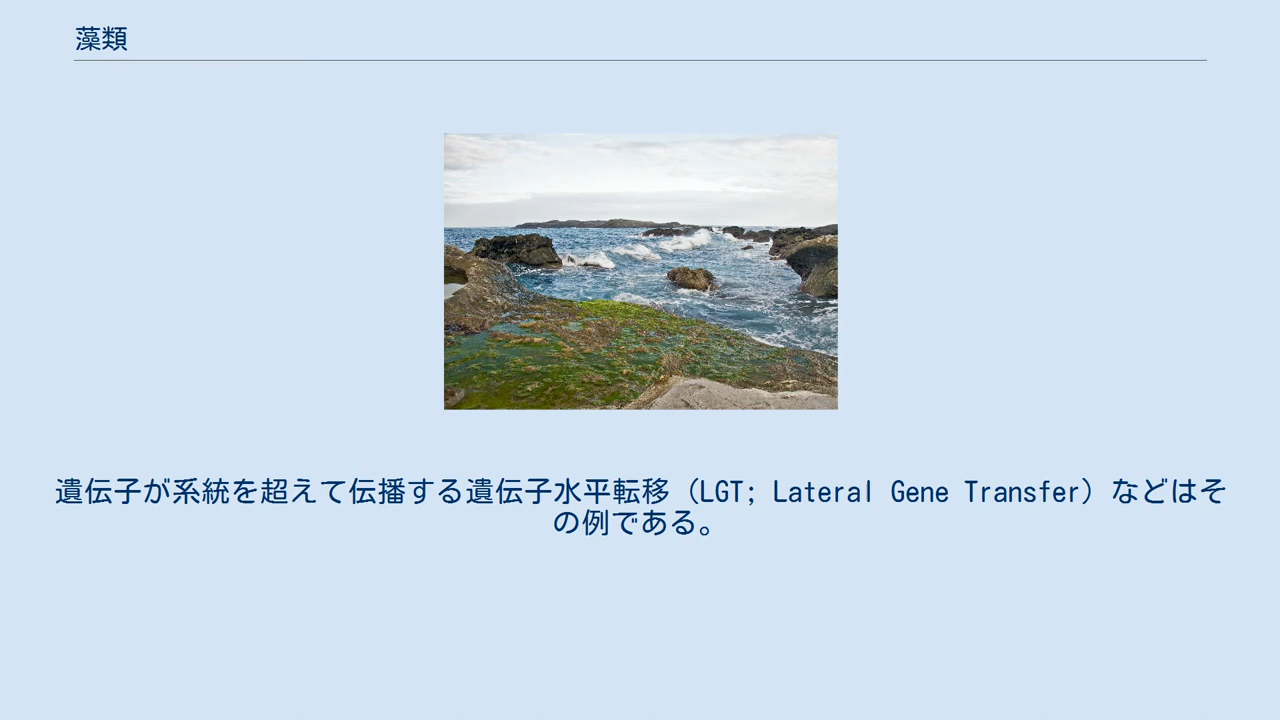 藻類
遺伝子が系統を超えて伝播する遺伝子水平転移（LGT; Lateral Gene Transfer）などはそ
の例である。